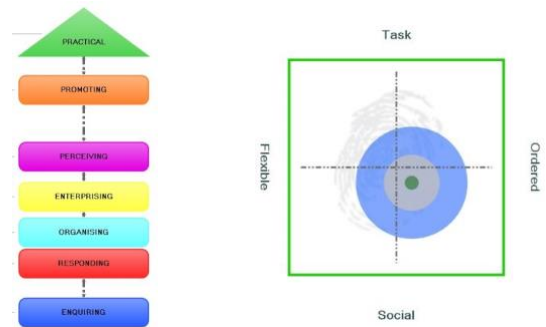 PRACTICAL
PROMOTING
PERCEIVING
ENTERPRISING
ORGANISING
RESPONDING
ENQUIRING
Task
Flexible
Ordered
Social